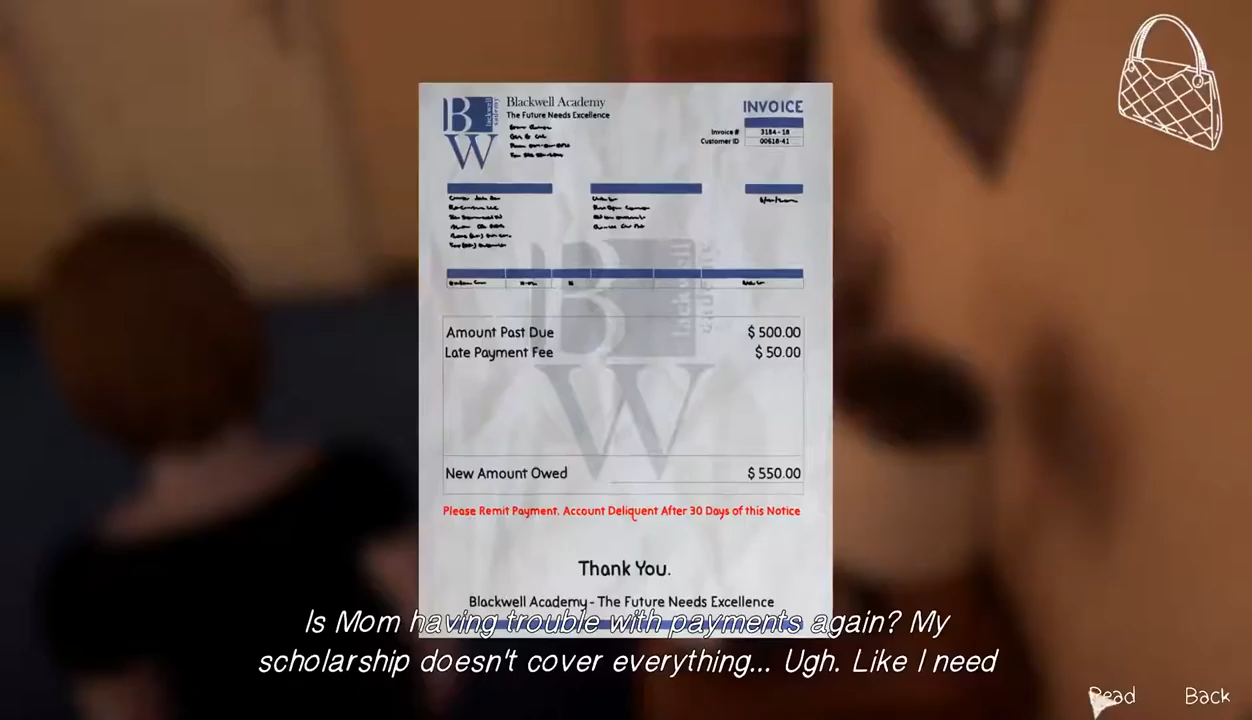 B
blackwell
academy
W
Blackwell Academy
The Future Needs Excellence
INVOICE
Invoice # 3184-18
Customer ID 00618-41
Amount Past Due $ 500.00
Late Payment Fee $ 50.00
New Amount Owed $ 550.00
Please Remit Payment. Account Deliquent After 30 Days of this Notice
Thank You.
Blackwell Academy - The Future Needs Excellence
Is Mom having trouble with payments again? My
scholarship doesn't cover everything... Ugh. Like I need
Read Back